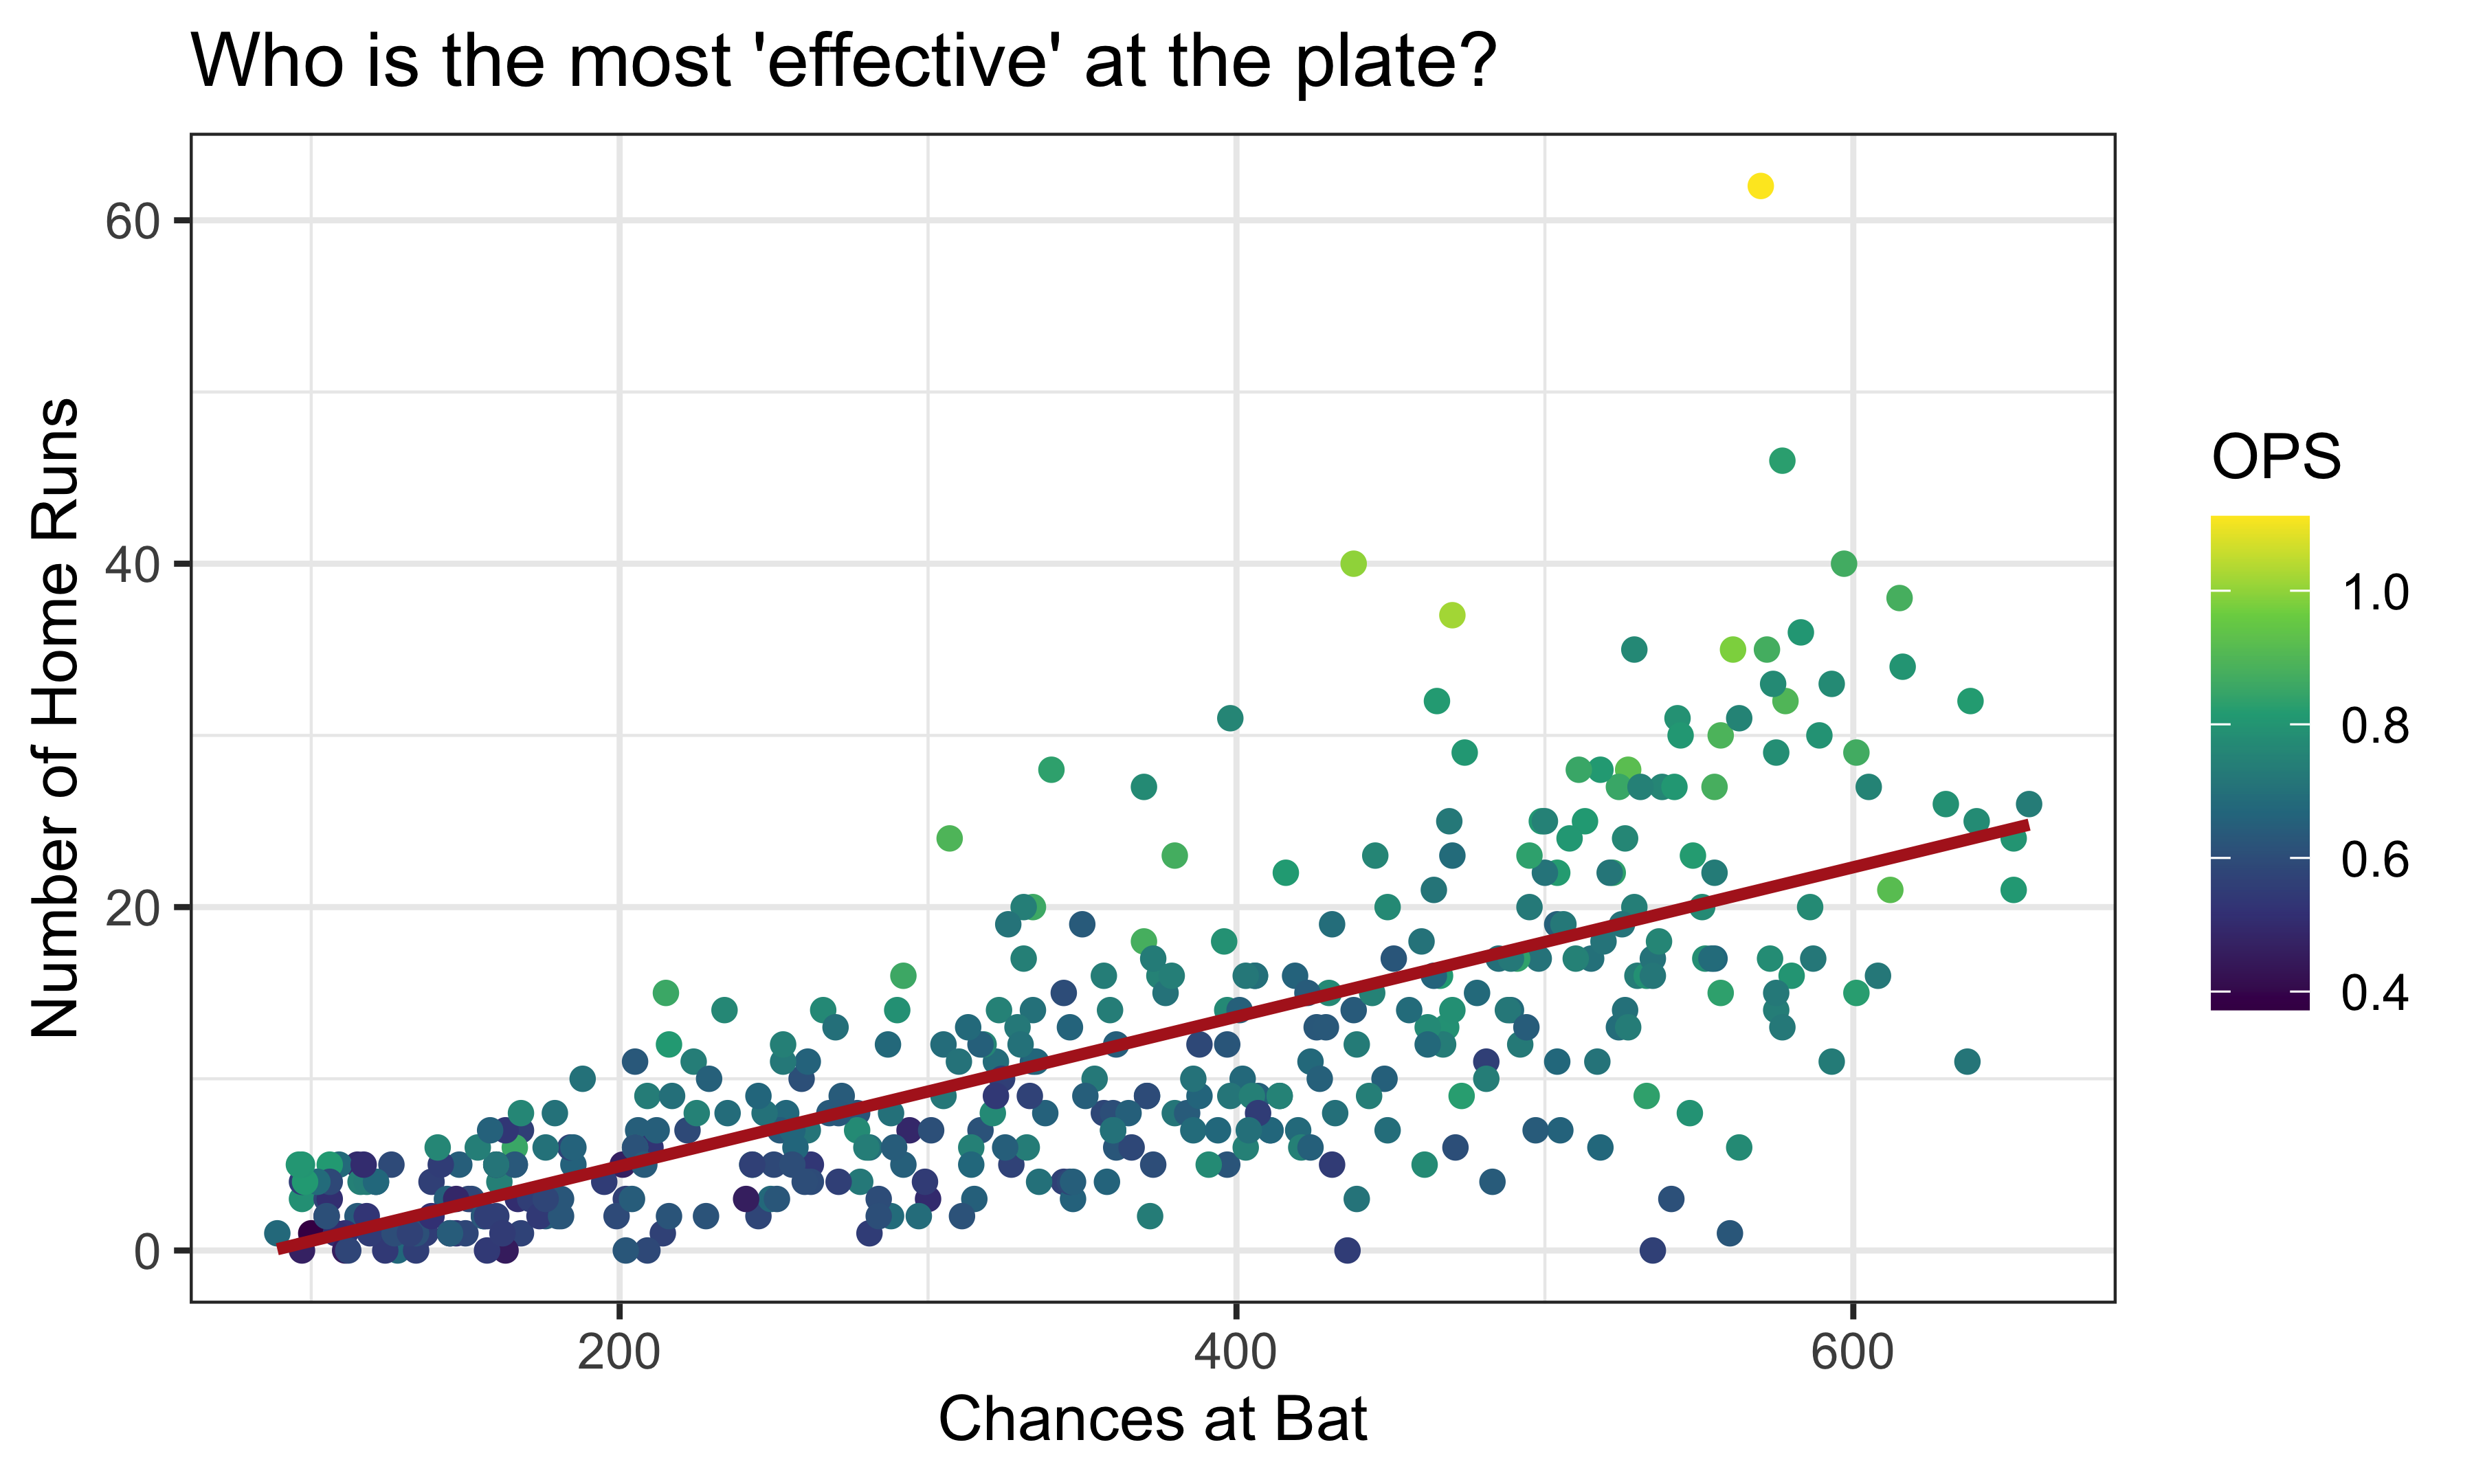 Who is the most 'effective' at the plate?
Number of Home Runs
60
40
20
0
200
400
600
Chances at Bat
OPS
1.0
0.8
0.6
0.4